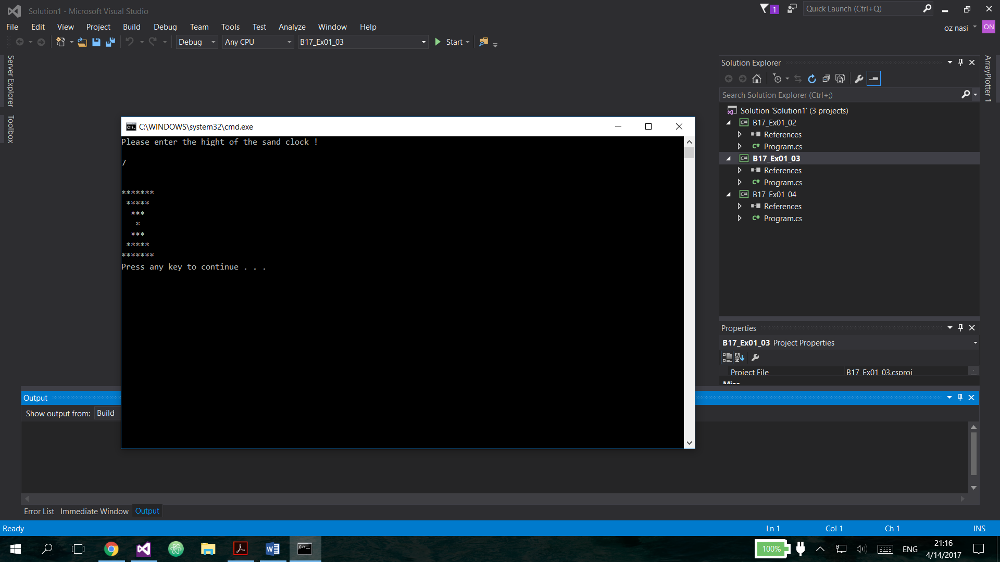 Solution1 - Microsoft Visual Studio
1
Quick Launch (Ctrl+Q)
File Edit View Project Build Debug Team Tools Test Analyze Window Help
oz nasi
ON
Debug
Any CPU
B17_Ex01_03
Start
Server Explorer
Toolbox
C:\WINDOWS\system32\cmd.exe
Please enter the hight of the sand clock !
7
*******
 *****
  ***
   *
  ***
 *****
*******
Press any key to continue . . .
Solution Explorer
Search Solution Explorer (Ctrl+;)
Solution 'Solution1' (3 projects)
B17_Ex01_02
References
C# Program.cs
B17_Ex01_03
References
C# Program.cs
B17_Ex01_04
References
C# Program.cs
ArrayPlotter 1
Properties
B17_Ex01_03 Project Properties
Project File B17_Ex01_03.csproj
Misc
Output
Show output from: Build
Error List Immediate Window Output
Ready
Ln 1 Col 1 Ch 1 INS
100%
ENG
21:16
4/14/2017